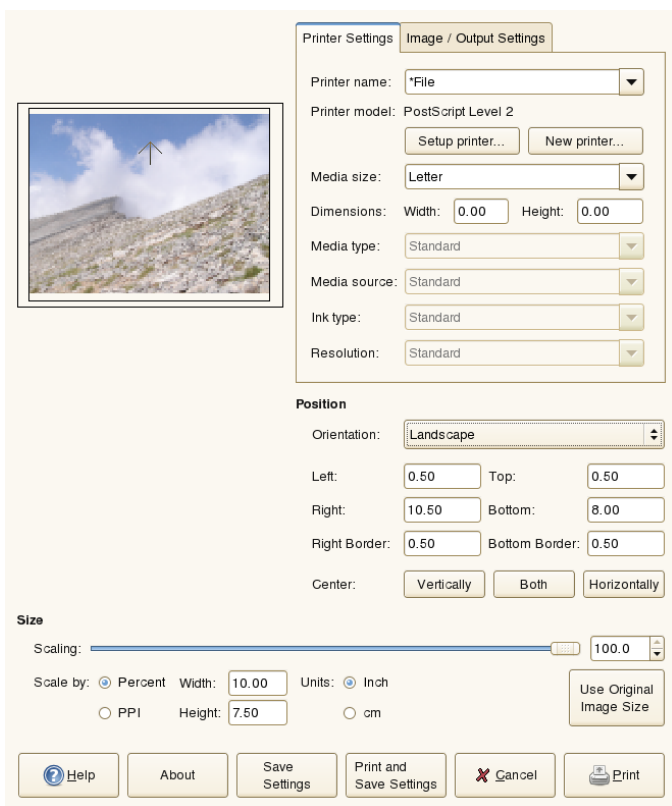 Printer Settings Image / Output Settings
Printer name: *File
Printer model: PostScript Level 2
Setup printer... New printer...
Media size: Letter
Dimensions: Width: 0.00 Height: 0.00
Media type: Standard
Media source: Standard
Ink type: Standard
Resolution: Standard
Position
Orientation: Landscape
Left: 0.50 Top: 0.50
Right: 10.50 Bottom: 8.00
Right Border: 0.50 Bottom Border: 0.50
Center: Vertically Both Horizontally
Size
Scaling: 100.0
Scale by: Percent Width: 10.00 Units: Inch
PPI Height: 7.50 cm
Use Original
Image Size
Help About Save
Settings Print and
Save Settings Cancel Print